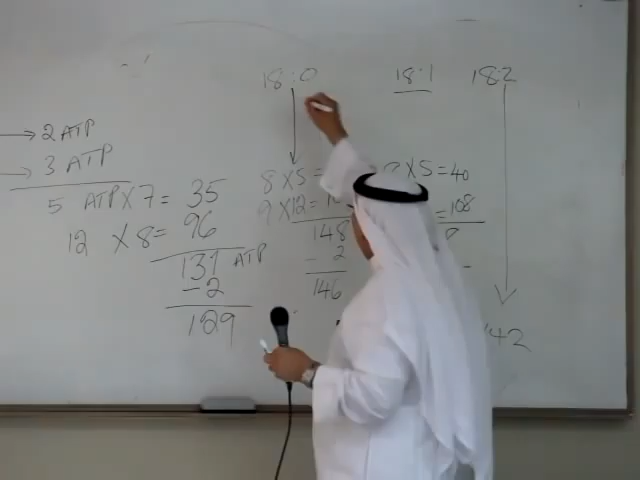 18:0
18:1
18:2
→ 2 ATP
→ 3 ATP
5 ATP X 7 = 35
12 X 8 = 96
131 ATP
- 2
129
8 X 5 =
9 X 12 =
148
- 2
146
X 5 = 40
= 108
-
42